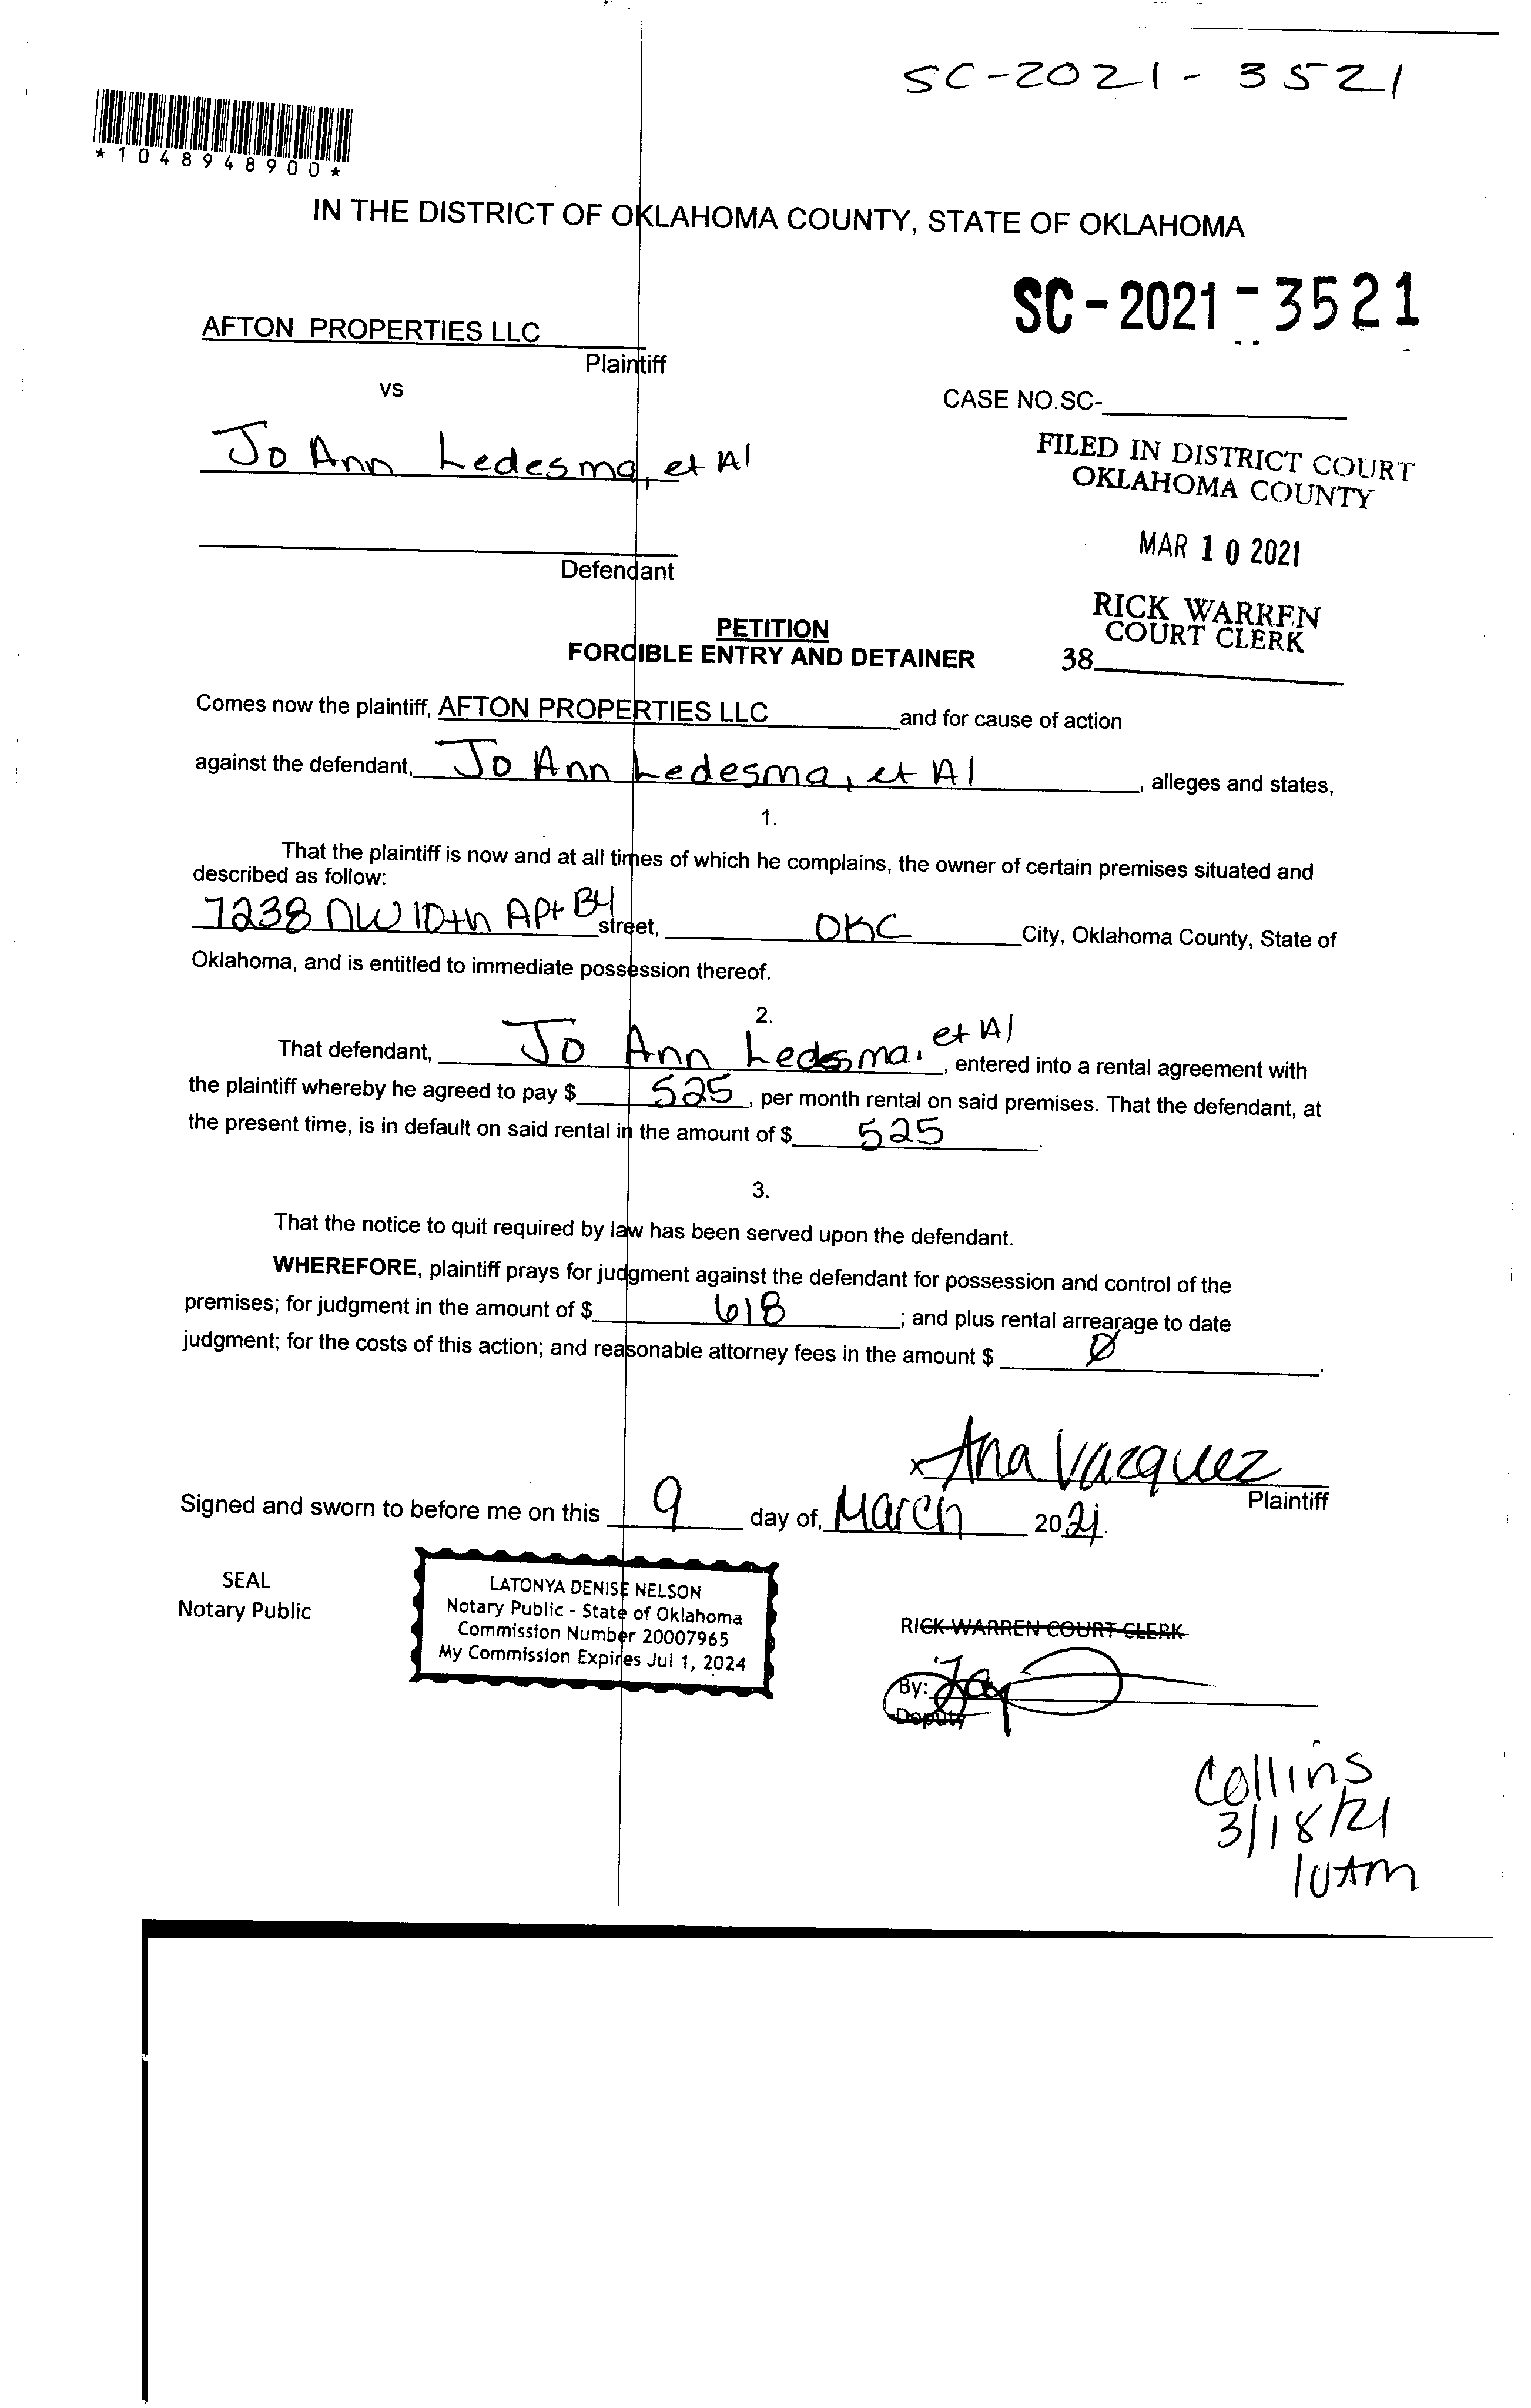 SC-2021-3521
*1048948900*
IN THE DISTRICT OF OKLAHOMA COUNTY, STATE OF OKLAHOMA
SC-2021-3521
AFTON PROPERTIES LLC
Plaintiff
vs
CASE NO.SC-
Jo Ann Ledesma, et Al
FILED IN DISTRICT COURT
OKLAHOMA COUNTY
MAR 10 2021
Defendant
RICK WARREN
COURT CLERK
38
PETITION
FORCIBLE ENTRY AND DETAINER
Comes now the plaintiff, AFTON PROPERTIES LLC and for cause of action
against the defendant, Jo Ann Ledesma, et Al, alleges and states,
1.
That the plaintiff is now and at all times of which he complains, the owner of certain premises situated and
described as follow:
7238 NW 10th Apt B4 street, OKC City, Oklahoma County, State of
Oklahoma, and is entitled to immediate possession thereof.
2.
That defendant, Jo Ann Ledesma, et Al, entered into a rental agreement with
the plaintiff whereby he agreed to pay $ 525, per month rental on said premises. That the defendant, at
the present time, is in default on said rental in the amount of $ 525.
3.
That the notice to quit required by law has been served upon the defendant.
WHEREFORE, plaintiff prays for judgment against the defendant for possession and control of the
premises; for judgment in the amount of $ 618; and plus rental arrearage to date
judgment; for the costs of this action; and reasonable attorney fees in the amount $ Ø.
x Ana Vazquez
Plaintiff
Signed and sworn to before me on this 9 day of, March 2021.
SEAL
Notary Public
LATONYA DENISE NELSON
Notary Public - State of Oklahoma
Commission Number 20007965
My Commission Expires Jul 1, 2024
RICK WARREN COURT CLERK
By:
Deputy
Collins
3/18/21
10Am